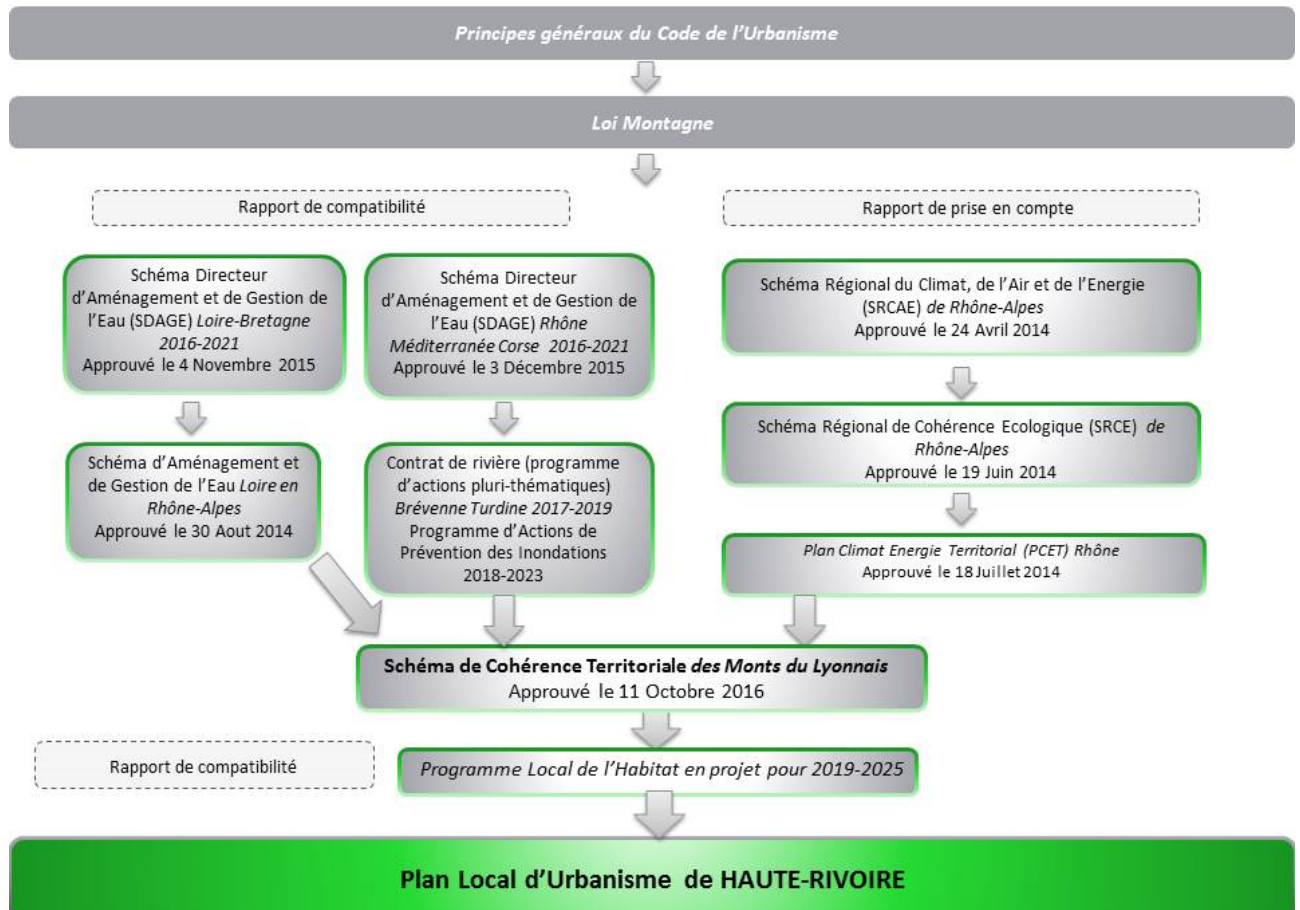 Principes généraux du Code de l'Urbanisme
Loi Montagne
Rapport de compatibilité
Rapport de prise en compte
Schéma Directeur
d'Aménagement et de Gestion de
l'Eau (SDAGE) Loire-Bretagne
2016-2021
Approuvé le 4 Novembre 2015
Schéma Directeur
d'Aménagement et de Gestion de
l'Eau (SDAGE) Rhône
Méditerranée Corse 2016-2021
Approuvé le 3 Décembre 2015
Schéma Régional du Climat, de l'Air et de l'Energie
(SRCAE) de Rhône-Alpes
Approuvé le 24 Avril 2014
Schéma d'Aménagement et
de Gestion de l'Eau Loire en
Rhône-Alpes
Approuvé le 30 Aout 2014
Contrat de rivière (programme
d'actions pluri-thématiques)
Brévenne Turdine 2017-2019
Programme d'Actions de
Prévention des Inondations
2018-2023
Schéma Régional de Cohérence Ecologique (SRCE) de
Rhône-Alpes
Approuvé le 19 Juin 2014
Plan Climat Energie Territorial (PCET) Rhône
Approuvé le 18 Juillet 2014
Schéma de Cohérence Territoriale des Monts du Lyonnais
Approuvé le 11 Octobre 2016
Rapport de compatibilité
Programme Local de l'Habitat en projet pour 2019-2025
Plan Local d'Urbanisme de HAUTE-RIVOIRE